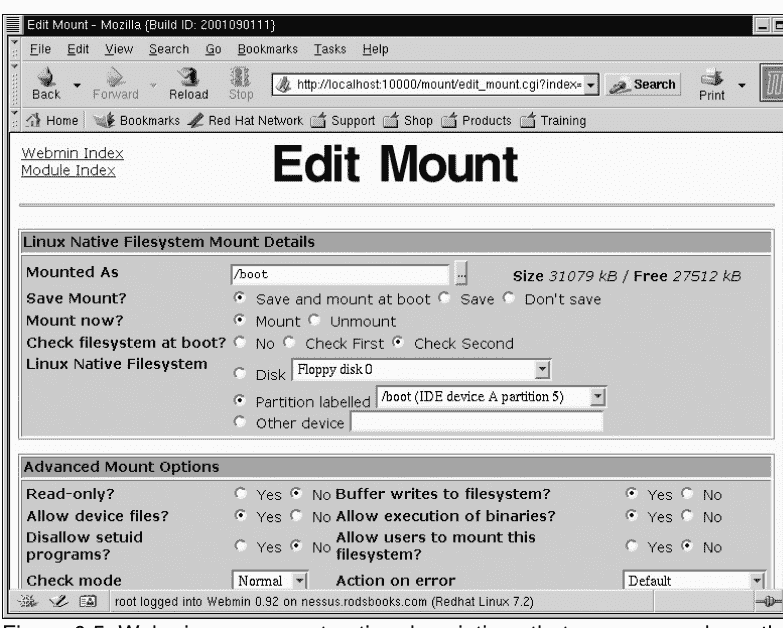 Edit Mount - Mozilla {Build ID: 2001090111}
File Edit View Search Go Bookmarks Tasks Help
Back Forward Reload Stop http://localhost:10000/mount/edit_mount.cgi?index= Search Print
Home Bookmarks Red Hat Network Support Shop Products Training
Webmin Index
Module Index
Edit Mount
Linux Native Filesystem Mount Details
Mounted As /boot ... Size 31079 kB / Free 27512 kB
Save Mount? Save and mount at boot Save Don't save
Mount now? Mount Unmount
Check filesystem at boot? No Check First Check Second
Linux Native Filesystem Disk Floppy disk 0
Partition labelled /boot (IDE device A partition 5)
Other device
Advanced Mount Options
Read-only? Yes No Buffer writes to filesystem? Yes No
Allow device files? Yes No Allow execution of binaries? Yes No
Disallow setuid programs? Yes No Allow users to mount this filesystem? Yes No
Check mode Normal Action on error Default
root logged into Webmin 0.92 on nessus.rodsbooks.com (Redhat Linux 7.2)